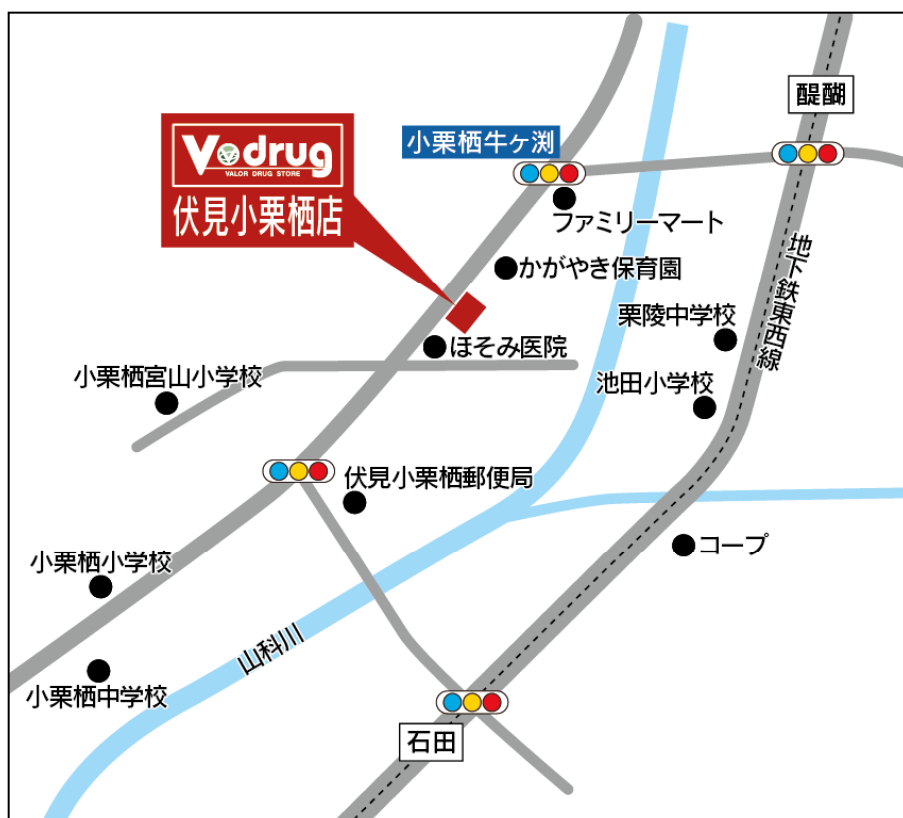 醍醐
Vdrug
VALOR DRUG STORE
伏見小栗栖店
小栗栖牛ヶ渕
ファミリーマート
かがやき保育園
地下鉄東西線
栗陵中学校
ほそみ医院
小栗栖宮山小学校
池田小学校
伏見小栗栖郵便局
コープ
小栗栖小学校
山科川
小栗栖中学校
石田